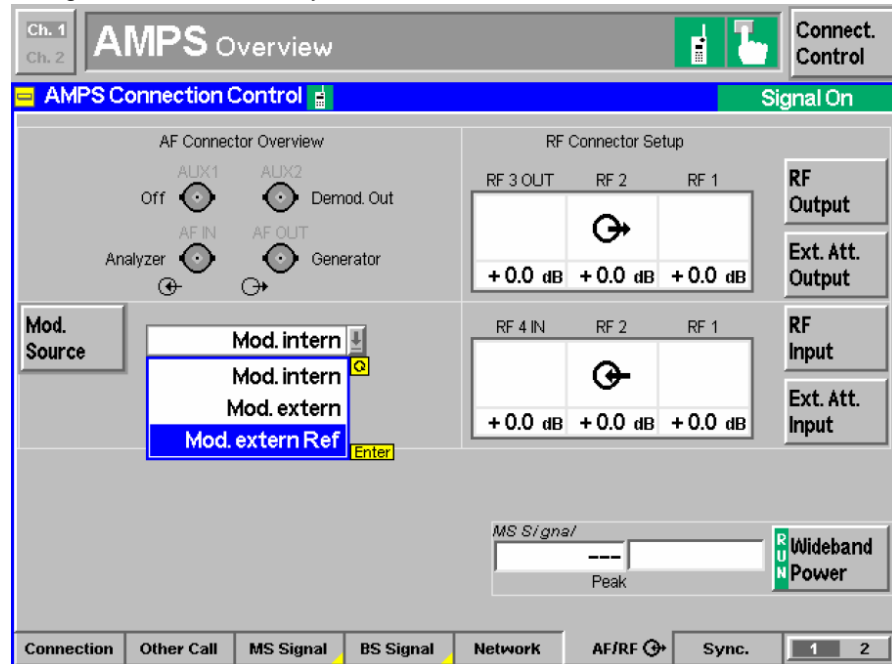 Ch. 1
Ch. 2
AMPS Overview
Connect.
Control
AMPS Connection Control
Signal On
AF Connector Overview
AUX1 AUX2
Off Demod. Out
AF IN AF OUT
Analyzer Generator
RF Connector Setup
RF 3 OUT RF 2 RF 1
+0.0 dB +0.0 dB +0.0 dB
RF
Output
Ext. Att.
Output
Mod.
Source
Mod. intern
Mod. intern
Mod. extern
Mod. extern Ref
Enter
RF 4 IN RF 2 RF 1
+0.0 dB +0.0 dB +0.0 dB
RF
Input
Ext. Att.
Input
MS Signal
---
Peak
RUN
Wideband
Power
Connection Other Call MS Signal BS Signal Network AF/RF Sync. 1 2